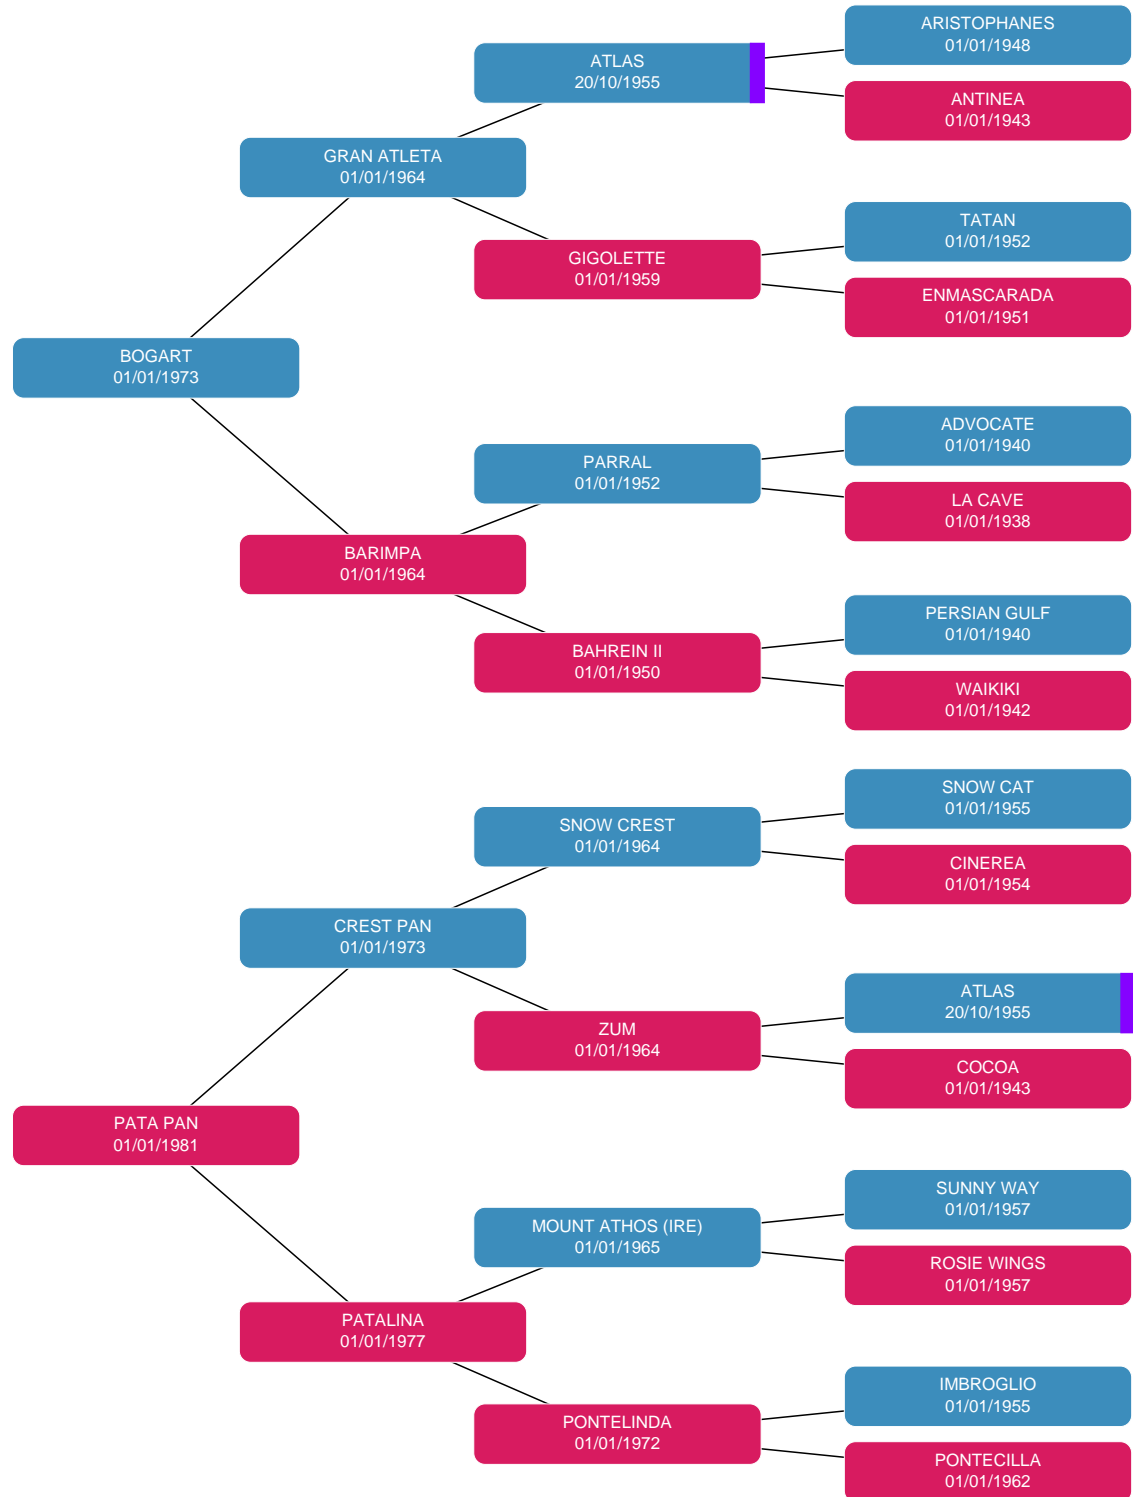 ARISTOPHANES
01/01/1948
ATLAS
20/10/1955
ANTINEA
01/01/1943
GRAN ATLETA
01/01/1964
TATAN
01/01/1952
GIGOLETTE
01/01/1959
ENMASCARADA
01/01/1951
BOGART
01/01/1973
ADVOCATE
01/01/1940
PARRAL
01/01/1952
LA CAVE
01/01/1938
BARIMPA
01/01/1964
PERSIAN GULF
01/01/1940
BAHREIN II
01/01/1950
WAIKIKI
01/01/1942
SNOW CAT
01/01/1955
SNOW CREST
01/01/1964
CINEREA
01/01/1954
CREST PAN
01/01/1973
ATLAS
20/10/1955
ZUM
01/01/1964
COCOA
01/01/1943
PATA PAN
01/01/1981
SUNNY WAY
01/01/1957
MOUNT ATHOS (IRE)
01/01/1965
ROSIE WINGS
01/01/1957
PATALINA
01/01/1977
IMBROGLIO
01/01/1955
PONTELINDA
01/01/1972
PONTECILLA
01/01/1962